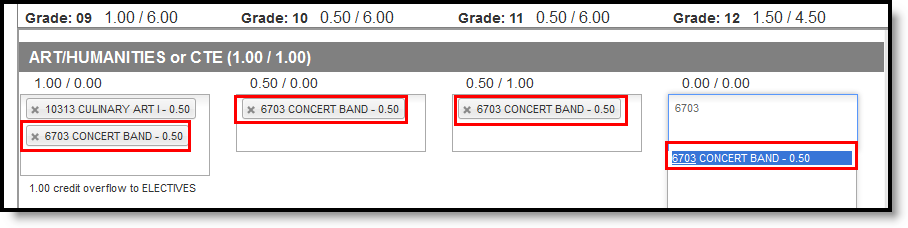 Grade: 09 1.00 / 6.00 Grade: 10 0.50 / 6.00 Grade: 11 0.50 / 6.00 Grade: 12 1.50 / 4.50
ART/HUMANITIES or CTE (1.00 / 1.00)
1.00 / 0.00 0.50 / 0.00 0.50 / 1.00 0.00 / 0.00
× 10313 CULINARY ART I - 0.50 × 6703 CONCERT BAND - 0.50 × 6703 CONCERT BAND - 0.50 6703
× 6703 CONCERT BAND - 0.50
6703 CONCERT BAND - 0.50
1.00 credit overflow to ELECTIVES